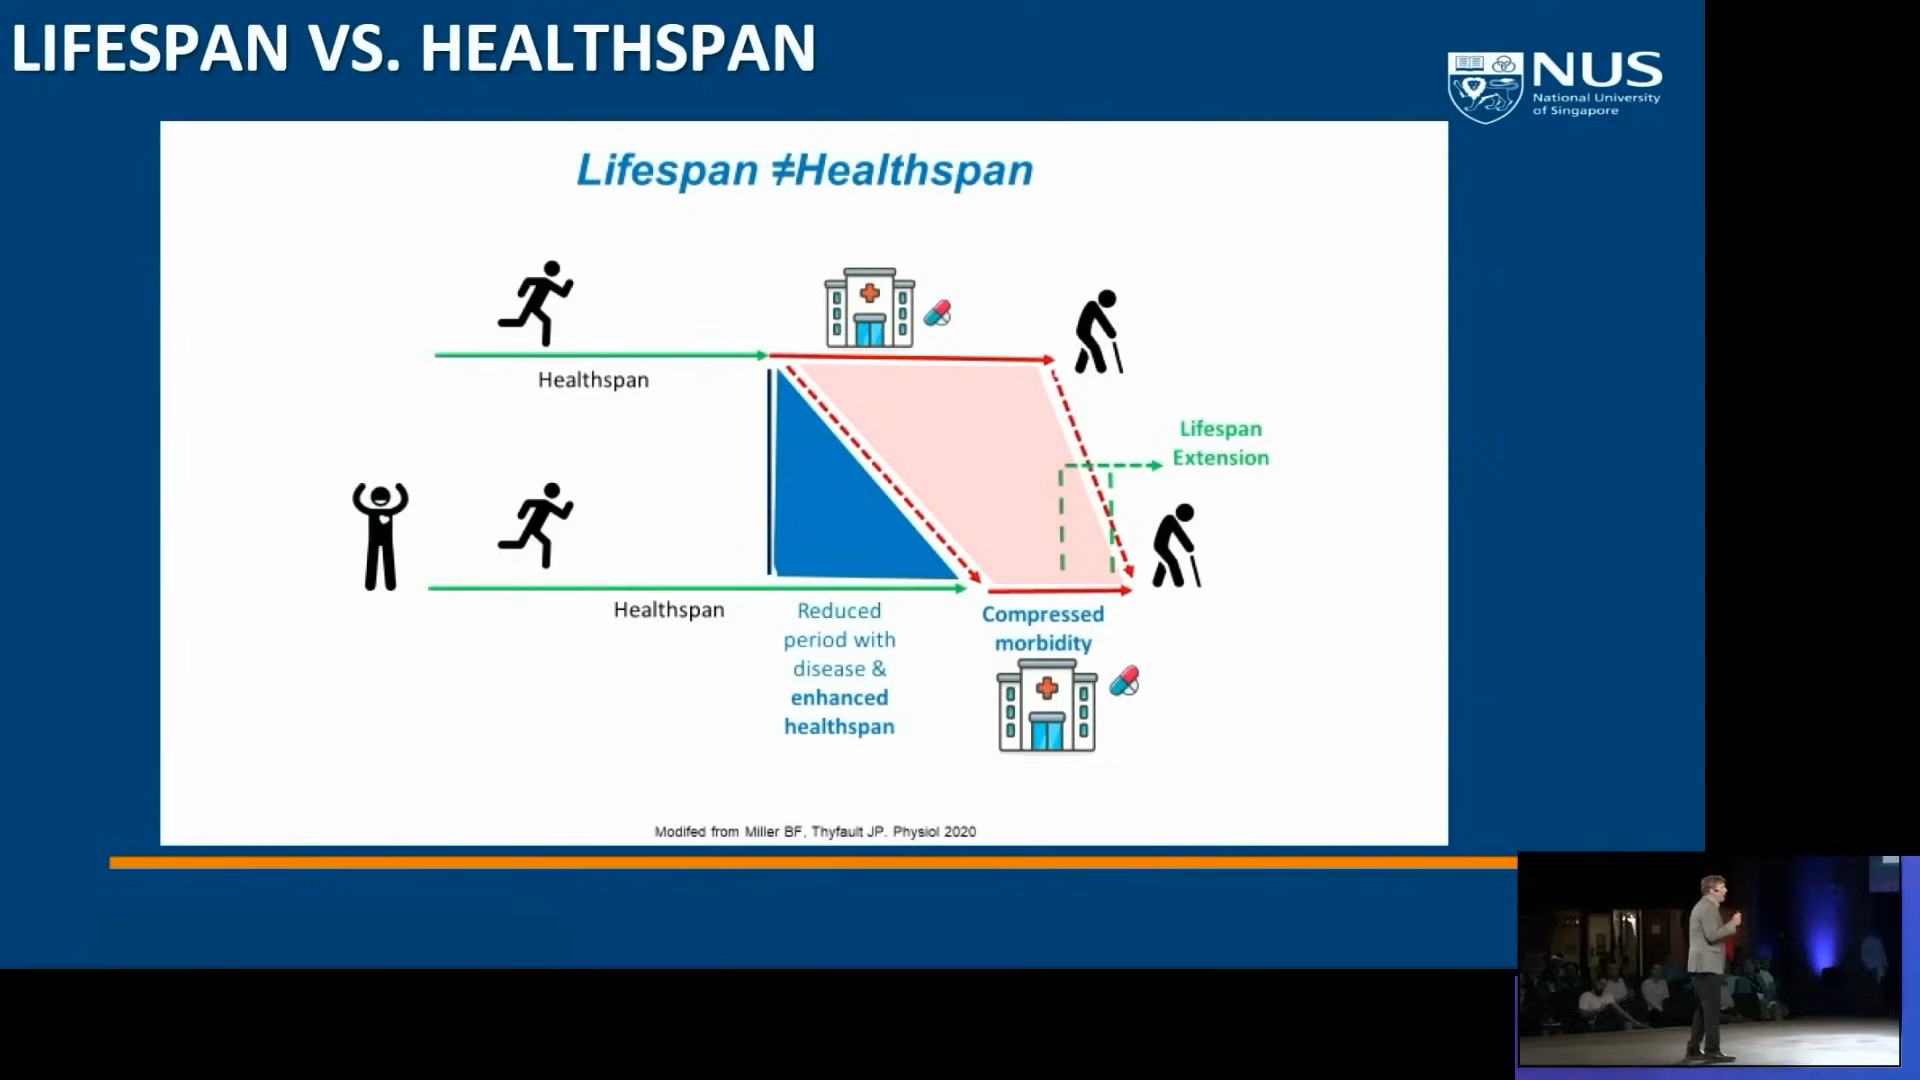 LIFESPAN VS. HEALTHSPAN
NUS
National University
of Singapore
Lifespan ≠Healthspan
Healthspan
Lifespan
Extension
Healthspan
Reduced
period with
disease &
enhanced
healthspan
Compressed
morbidity
Modifed from Miller BF, Thyfault JP. Physiol 2020